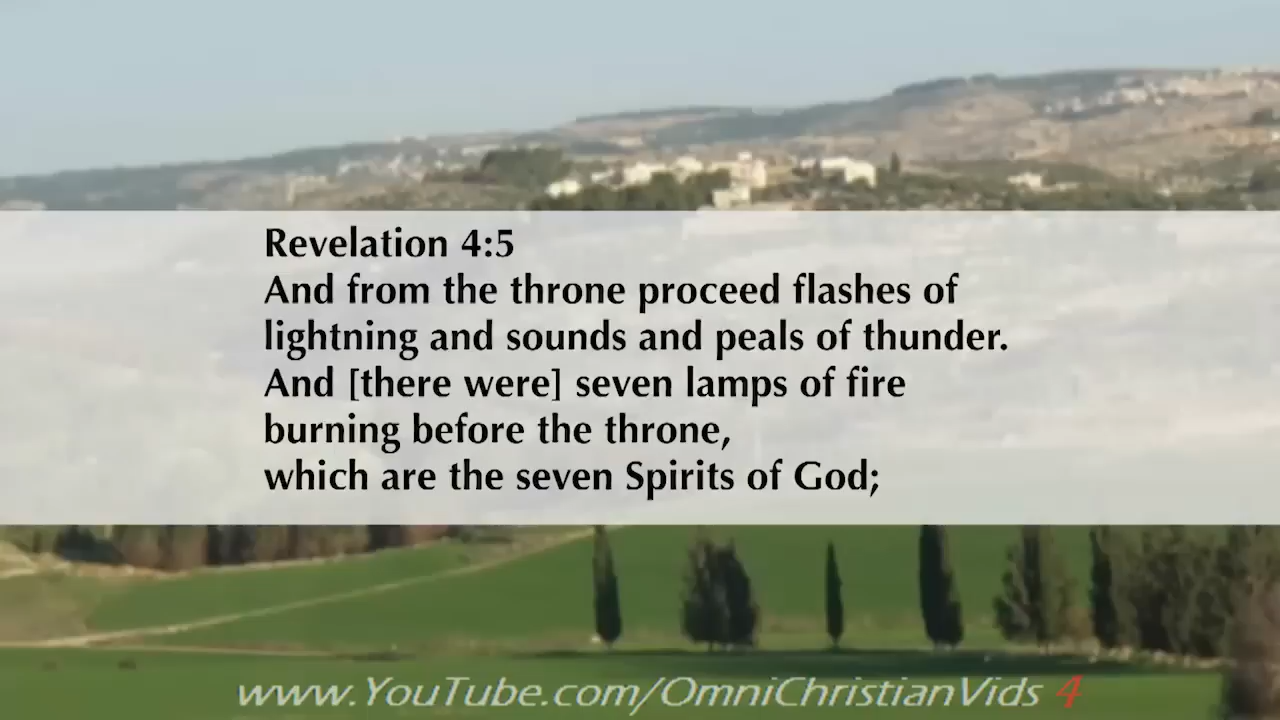 Revelation 4:5
And from the throne proceed flashes of
lightning and sounds and peals of thunder.
And [there were] seven lamps of fire
burning before the throne,
which are the seven Spirits of God;
www.YouTube.com/OmniChristianVids 4